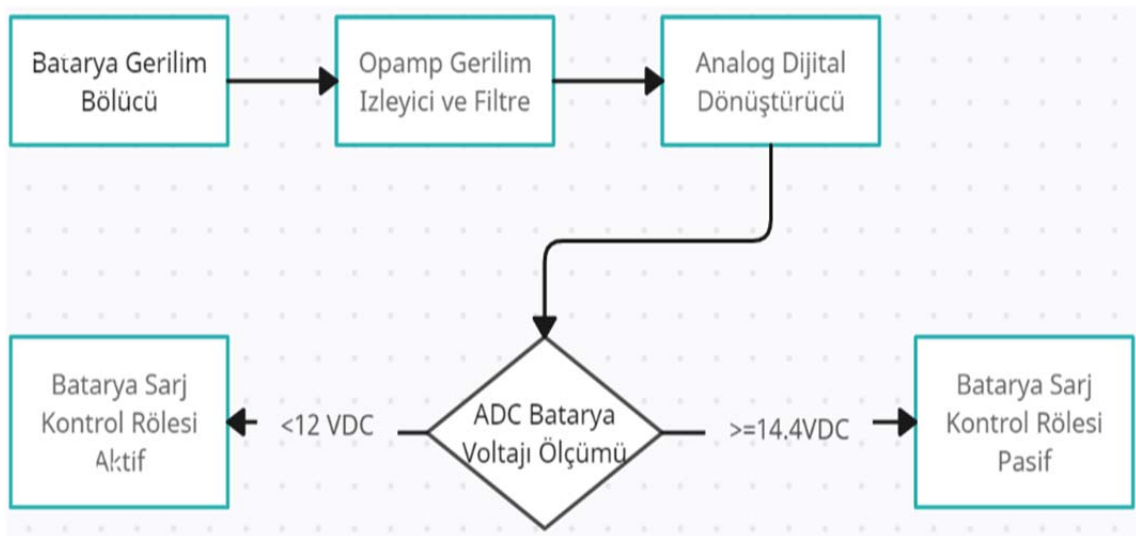 Batarya Gerilim
Bölücü
Opamp Gerilim
Izleyici ve Filtre
Analog Dijital
Dönüştürücü
ADC Batarya
Voltajı Ölçümü
<12 VDC
>=14.4VDC
Batarya Sarj
Kontrol Rölesi
Aktif
Batarya Sarj
Kontrol Rölesi
Pasif